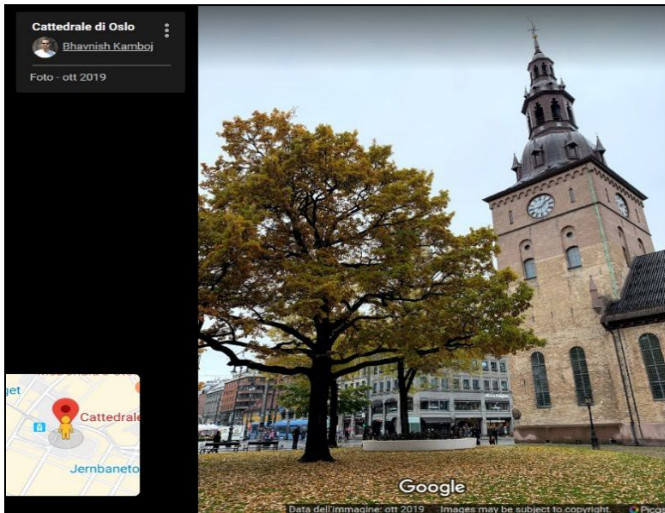 Cattedrale di Oslo
Bhavnish Kamboj
Foto - ott 2019
get
Cattedrale
Jernbaneto
Google
Data dell'immagine: ott 2019 Images may be subject to copyright.